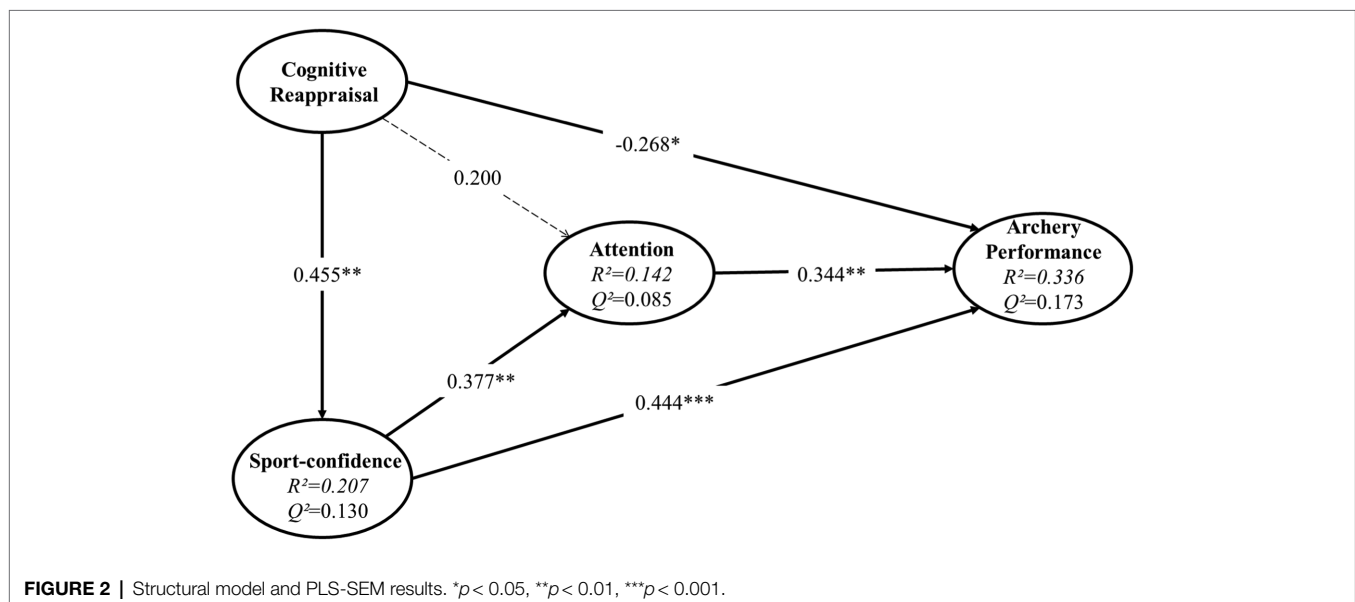 Cognitive
Reappraisal
-0.268*
0.200
Archery
Performance
R²=0.336
Q²=0.173
Attention
R²=0.142
Q²=0.085
0.344**
0.455**
0.377**
0.444***
Sport-confidence
R²=0.207
Q²=0.130
FIGURE 2 | Structural model and PLS-SEM results. *p < 0.05, **p < 0.01, ***p < 0.001.